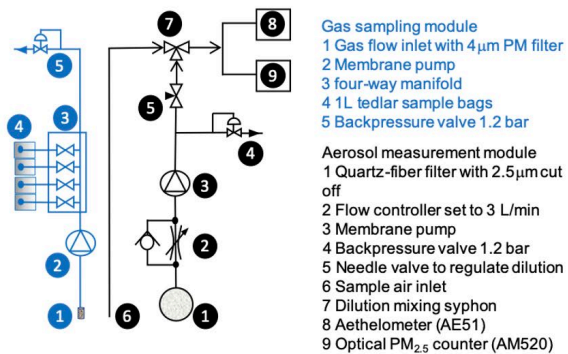 7
8
5
9
4
3
5
4
3
2
2
1
6
1
Gas sampling module
1 Gas flow inlet with 4μm PM filter
2 Membrane pump
3 four-way manifold
4 1L tedlar sample bags
5 Backpressure valve 1.2 bar
Aerosol measurement module
1 Quartz-fiber filter with 2.5μm cut
off
2 Flow controller set to 3 L/min
3 Membrane pump
4 Backpressure valve 1.2 bar
5 Needle valve to regulate dilution
6 Sample air inlet
7 Dilution mixing syphon
8 Aethelometer (AE51)
9 Optical PM2.5 counter (AM520)